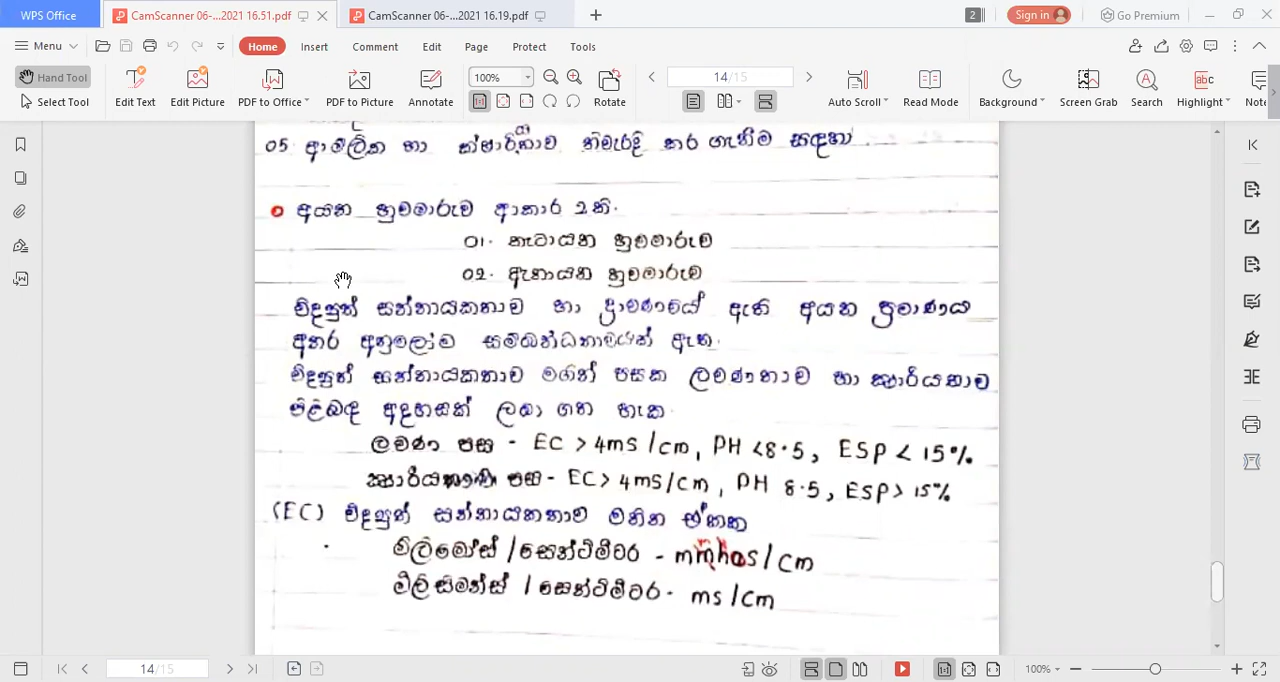 WPS Office
CamScanner 06-...2021 16.51).pdf
CamScanner 06-...2021 16.19.pdf
2
Sign in
Go Premium
Menu
Home Insert Comment Edit Page Protect Tools
Hand Tool
Select Tool
Edit Text
Edit Picture
PDF to Office
PDF to Picture
Annotate
100%
Rotate
14/15
Auto Scroll
Read Mode
Background
Screen Grab
Search
Highlight
Note
05. ආම්ලික හා ක්ෂාරීයතාව තිමැරදි කර ගැනීම සඳහා.
අයන හුවමාරුව ආකාර 2කි.
01. කැටායන හුවමාරුව
02. ඇනායන හුවමාරුව
විද්‍යුත් සන්නායකතාව හා ද්‍රාවණයේ ඇති අයන ප්‍රමාණය
අතර අනුලෝම සම්බන්ධතාවයක් ඇත.
විද්‍යුත් සන්නායකතාව මගින් පසක ලවණතාව හා ක්ෂාරීයතාව
පිළිබඳ අදහසක් ලබා ගත හැක.
ලවණ පස - EC > 4ms/cm, PH < 8.5, ESP < 15%
ක්ෂාරීය පස - EC > 4ms/cm, PH 8.5, ESP > 15%
(EC) විද්‍යුත් සන්නායකතාව මනින ඒකක
මිලිමෝස් / සෙන්ටිමීටර - mmhos/cm
මිලි සිමන්ස් / සෙන්ටිමීටර - ms/cm
14/15
100%